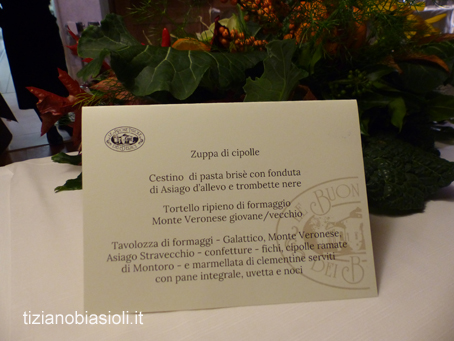 Zuppa di cipolle
Cestino di pasta brisè con fonduta
di Asiago d'allevo e trombette nere
Tortello ripieno di formaggio
Monte Veronese giovane/vecchio
Tavolozza di formaggi - Galattico, Monte Veronese,
Asiago Stravecchio - confetture - fichi, cipolle ramate
di Montoro - e marmellata di clementine serviti
con pane integrale, uvetta e noci
BUON
DEI B
tizianobiasioli.it